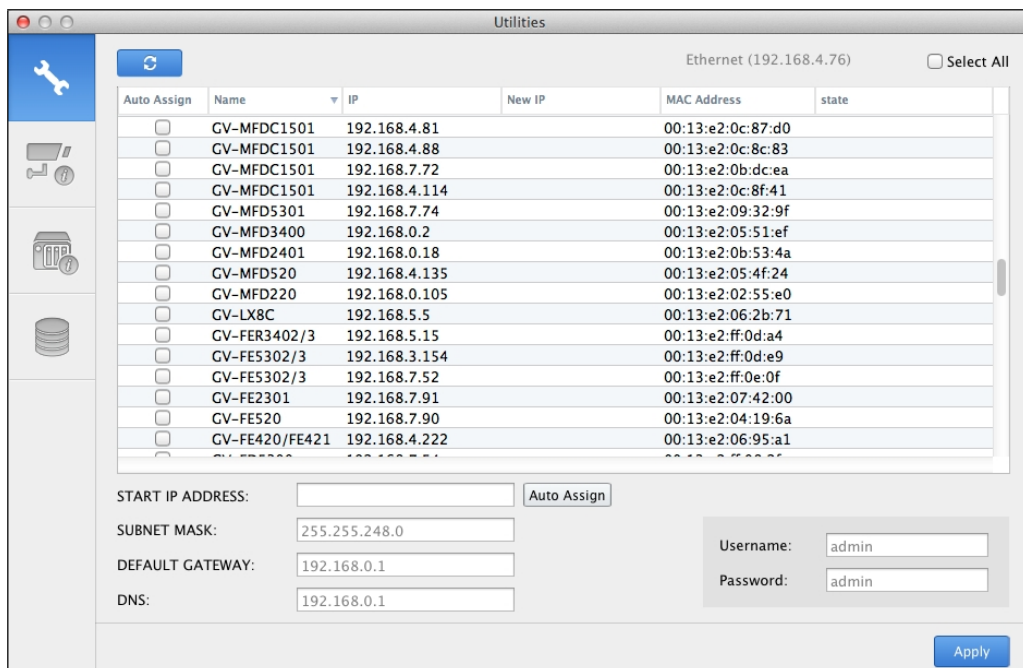 Utilities
Ethernet (192.168.4.76) Select All
Auto Assign Name IP New IP MAC Address state
GV-MFDC1501 192.168.4.81 00:13:e2:0c:87:d0
GV-MFDC1501 192.168.4.88 00:13:e2:0c:8c:83
GV-MFDC1501 192.168.7.72 00:13:e2:0b:dc:ea
GV-MFDC1501 192.168.4.114 00:13:e2:0c:8f:41
GV-MFD5301 192.168.7.74 00:13:e2:09:32:9f
GV-MFD3400 192.168.0.2 00:13:e2:05:51:ef
GV-MFD2401 192.168.0.18 00:13:e2:0b:53:4a
GV-MFD520 192.168.4.135 00:13:e2:05:4f:24
GV-MFD220 192.168.0.105 00:13:e2:02:55:e0
GV-LX8C 192.168.5.5 00:13:e2:06:2b:71
GV-FER3402/3 192.168.5.15 00:13:e2:ff:0d:a4
GV-FE5302/3 192.168.3.154 00:13:e2:ff:0d:e9
GV-FE5302/3 192.168.7.52 00:13:e2:ff:0e:0f
GV-FE2301 192.168.7.91 00:13:e2:07:42:00
GV-FE520 192.168.7.90 00:13:e2:04:19:6a
GV-FE420/FE421 192.168.4.222 00:13:e2:06:95:a1
START IP ADDRESS: Auto Assign
SUBNET MASK: 255.255.248.0
DEFAULT GATEWAY: 192.168.0.1
DNS: 192.168.0.1
Username: admin
Password: admin
Apply